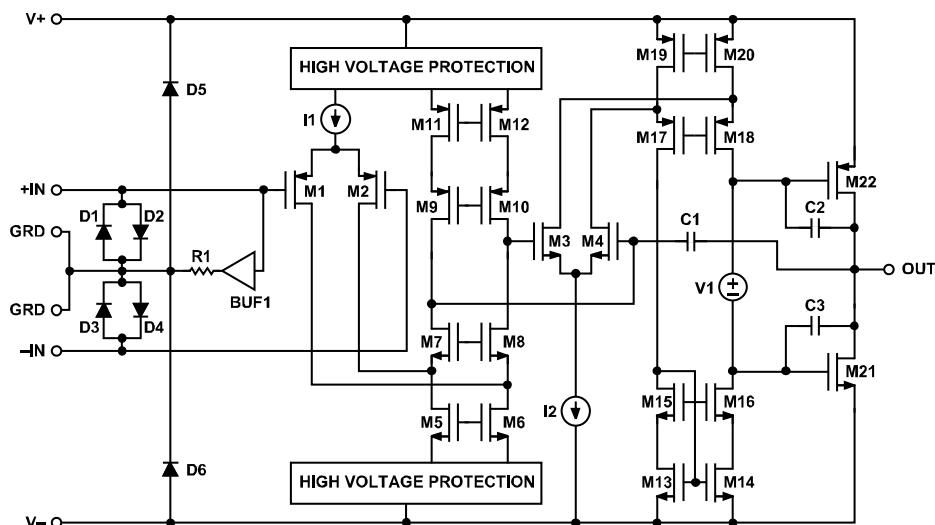 V+
M19
M20
HIGH VOLTAGE PROTECTION
D5
I1
M11
M12
M17
M18
+IN
M1
M2
M22
D1
D2
M9
M10
C1
C2
GRD
R1
M3
M4
OUT
BUF1
V1
GRD
D3
D4
M7
M8
C3
−IN
M21
M15
M16
M5
M6
I2
D6
HIGH VOLTAGE PROTECTION
M13
M14
V−